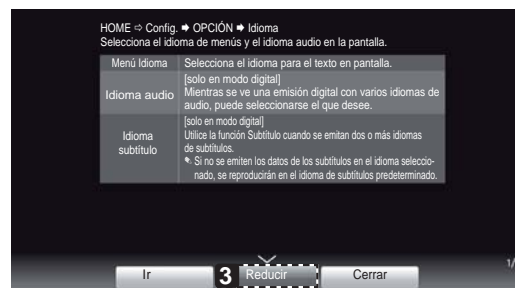 HOME ⇨ Config. ➡ OPCIÓN ➡ Idioma
Selecciona el idioma de menús y el idioma audio en la pantalla.
Menú Idioma
Selecciona el idioma para el texto en pantalla.
Idioma audio
[solo en modo digital]
Mientras se ve una emisión digital con varios idiomas de
audio, puede seleccionarse el que desee.
Idioma
subtítulo
[solo en modo digital]
Utilice la función Subtítulo cuando se emitan dos o más idiomas
de subtítulos.
Si no se emiten los datos de los subtítulos en el idioma seleccio-
nado, se reproducirán en el idioma de subtítulos predeterminado.
1/
Ir
3 Reducir
Cerrar